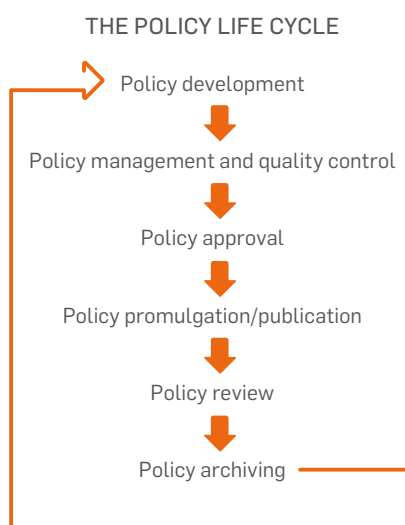 THE POLICY LIFE CYCLE
Policy development
Policy management and quality control
Policy approval
Policy promulgation/publication
Policy review
Policy archiving